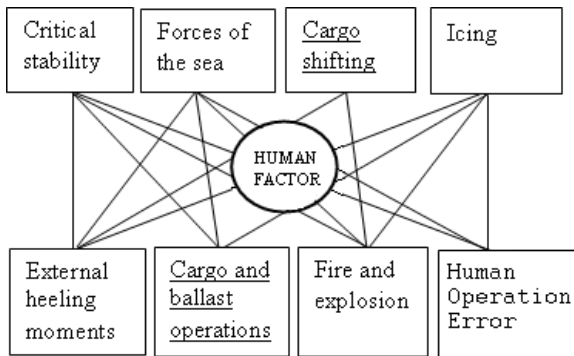 Critical
stability
Forces of
the sea
Cargo
shifting
Icing
HUMAN
FACTOR
External
heeling
moments
Cargo and
ballast
operations
Fire and
explosion
Human
Operation
Error